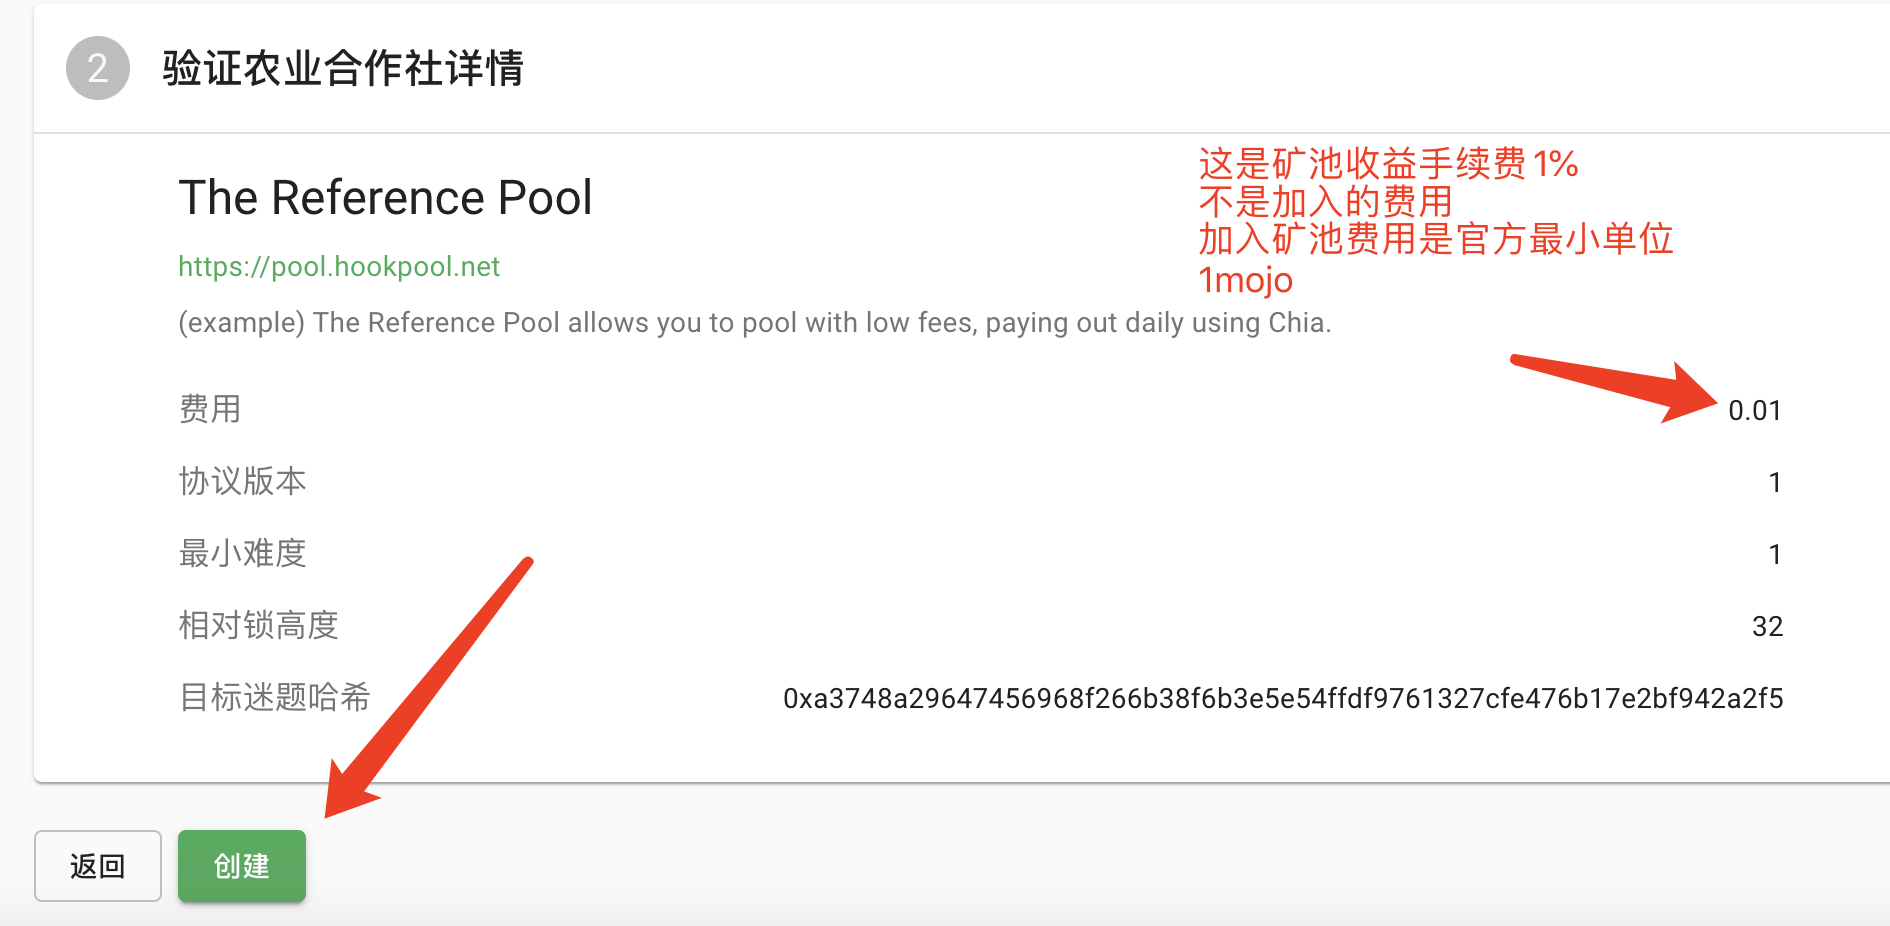 2
验证农业合作社详情
The Reference Pool
https://pool.hookpool.net
(example) The Reference Pool allows you to pool with low fees, paying out daily using Chia.
这是矿池收益手续费1%
不是加入的费用
加入矿池费用是官方最小单位
1mojo
费用 0.01
协议版本 1
最小难度 1
相对锁高度 32
目标迷题哈希 0xa3748a29647456968f266b38f6b3e5e54ffdf9761327cfe476b17e2bf942a2f5
返回 创建